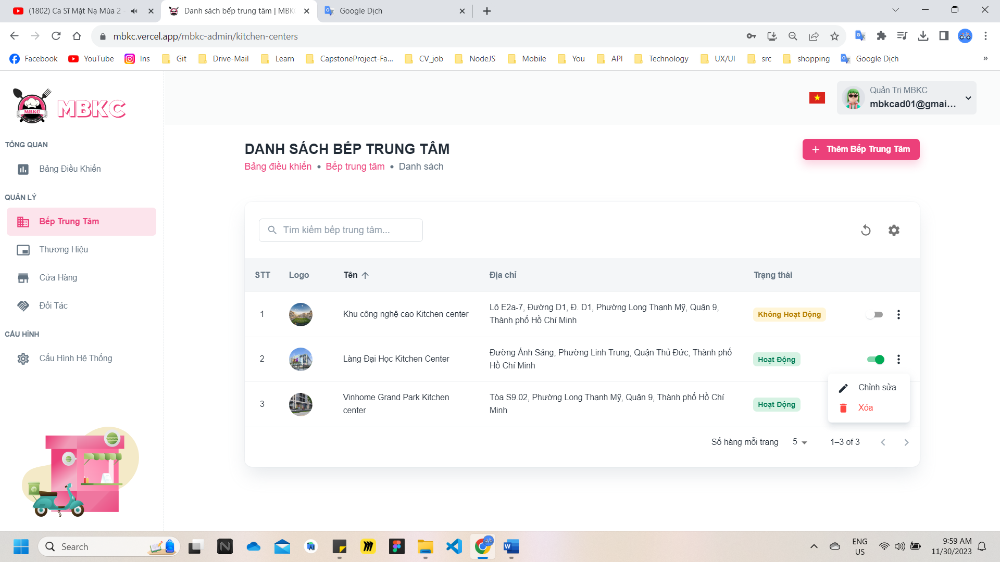 (1802) Ca Sĩ Mặt Nạ Mùa 2 -
Danh sách bếp trung tâm | MBKC
Google Dịch
mbkc.vercel.app/mbkc-admin/kitchen-centers
Facebook
YouTube
Ins
Git
Drive-Mail
Learn
CapstoneProject-Fa...
CV_job
NodeJS
Mobile
You
API
Technology
UX/UI
src
shopping
Google Dịch
»
MBKC
MBKC
Quản Trị MBKC
mbkcad01@gmai...
TỔNG QUAN
Bảng Điều Khiển
QUẢN LÝ
Bếp Trung Tâm
Thương Hiệu
Cửa Hàng
Đối Tác
CẤU HÌNH
Cấu Hình Hệ Thống
DANH SÁCH BẾP TRUNG TÂM
Bảng điều khiển • Bếp trung tâm • Danh sách
+ Thêm Bếp Trung Tâm
Tìm kiếm bếp trung tâm...
STT Logo Tên ↑ Địa chỉ Trạng thái
1 Khu công nghệ cao Kitchen center
Lô E2a-7, Đường D1, Đ. D1, Phường Long Thạnh Mỹ, Quận 9,
Thành phố Hồ Chí Minh
Không Hoạt Động
2 Làng Đại Học Kitchen Center
Đường Ánh Sáng, Phường Linh Trung, Quận Thủ Đức, Thành phố
Hồ Chí Minh
Hoạt Động
3
Vinhome Grand Park Kitchen
center
Tòa S9.02, Phường Long Thạnh Mỹ, Quận 9, Thành phố Hồ Chí
Minh
Hoạt Động
Chỉnh sửa
Xóa
Số hàng mỗi trang 5 1–3 of 3
Search
ENG
US
9:59 AM
11/30/2023